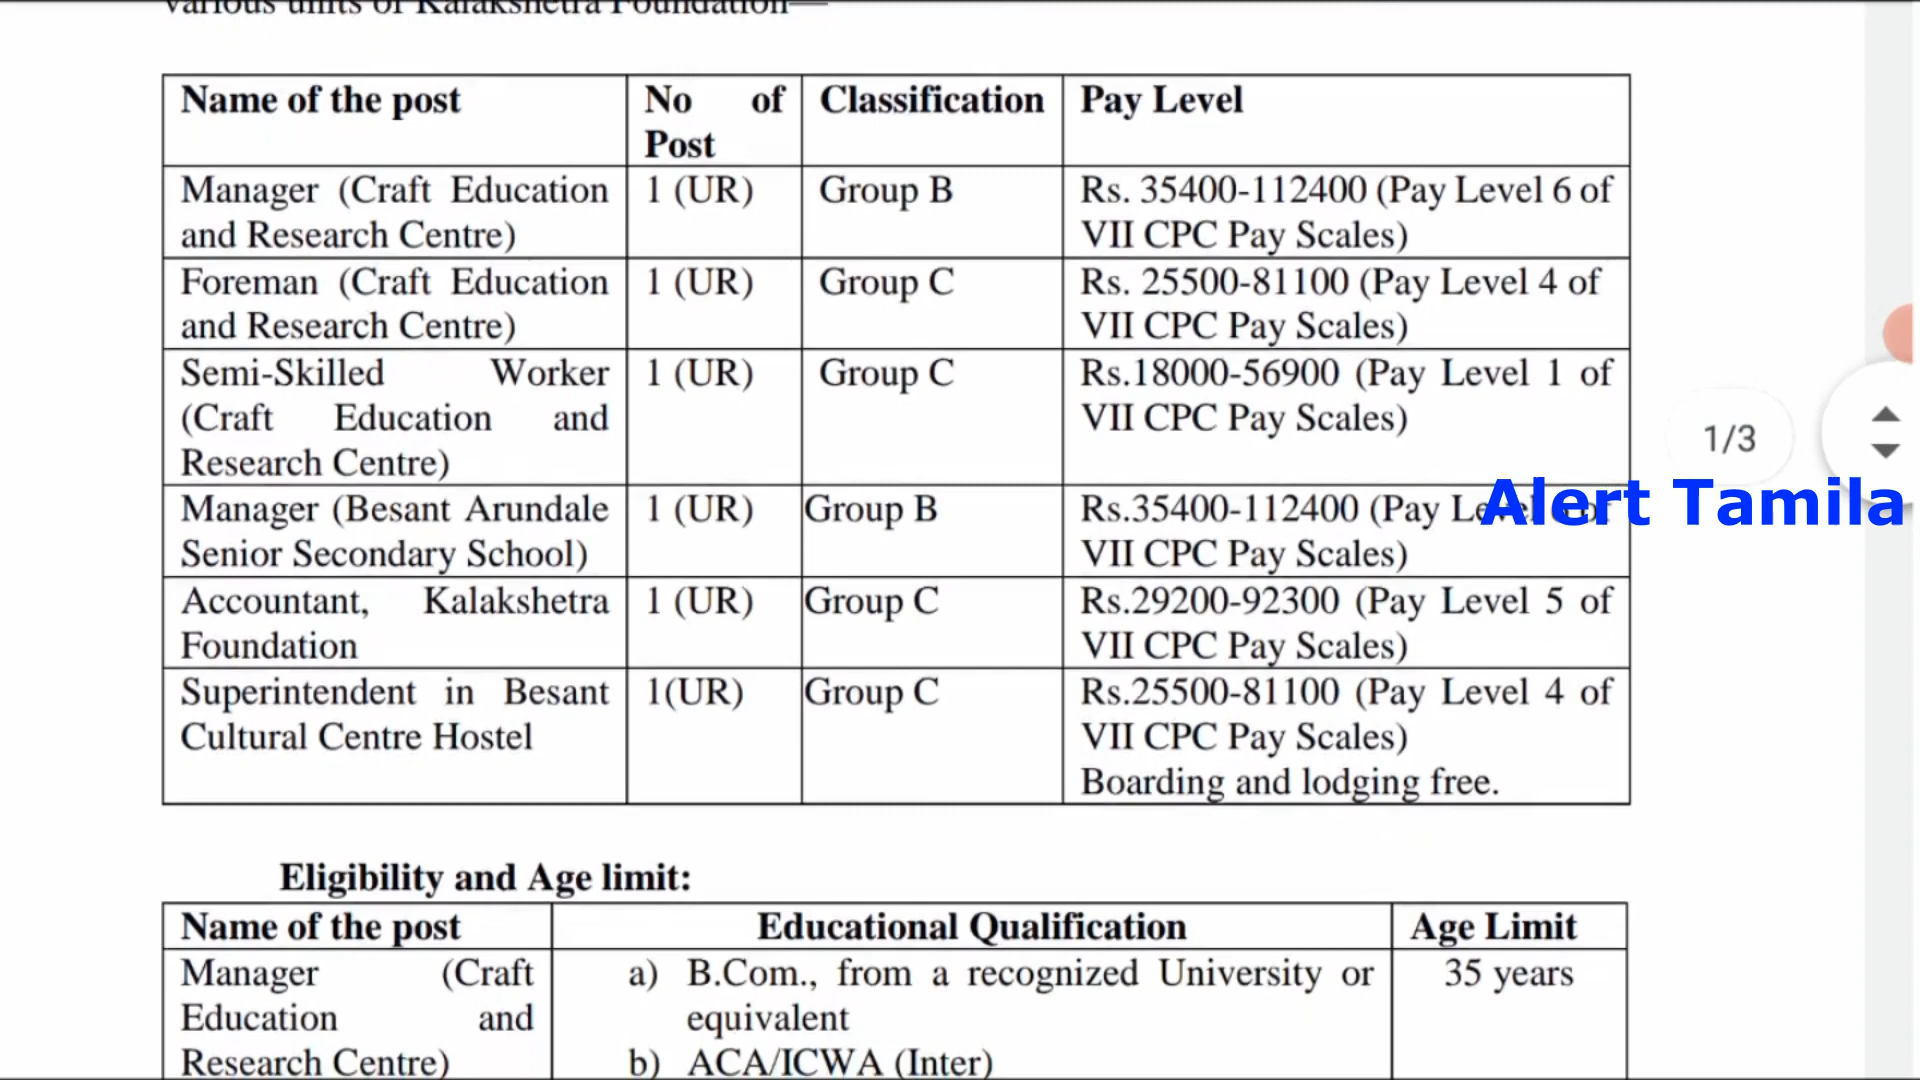 various units of Kalakshetra Foundation—
Name of the post
No of
Post
Classification
Pay Level
Manager (Craft Education
and Research Centre)
1 (UR)
Group B
Rs. 35400-112400 (Pay Level 6 of
VII CPC Pay Scales)
Foreman (Craft Education
and Research Centre)
1 (UR)
Group C
Rs. 25500-81100 (Pay Level 4 of
VII CPC Pay Scales)
Semi-Skilled Worker
(Craft Education and
Research Centre)
1 (UR)
Group C
Rs.18000-56900 (Pay Level 1 of
VII CPC Pay Scales)
Manager (Besant Arundale
Senior Secondary School)
1 (UR)
Group B
Rs.35400-112400 (Pay Level of
VII CPC Pay Scales)
Accountant, Kalakshetra
Foundation
1 (UR)
Group C
Rs.29200-92300 (Pay Level 5 of
VII CPC Pay Scales)
Superintendent in Besant
Cultural Centre Hostel
1(UR)
Group C
Rs.25500-81100 (Pay Level 4 of
VII CPC Pay Scales)
Boarding and lodging free.
1/3
Alert Tamila
Eligibility and Age limit:
Name of the post
Educational Qualification
Age Limit
Manager (Craft
Education and
Research Centre)
a) B.Com., from a recognized University or
equivalent
b) ACA/ICWA (Inter)
35 years